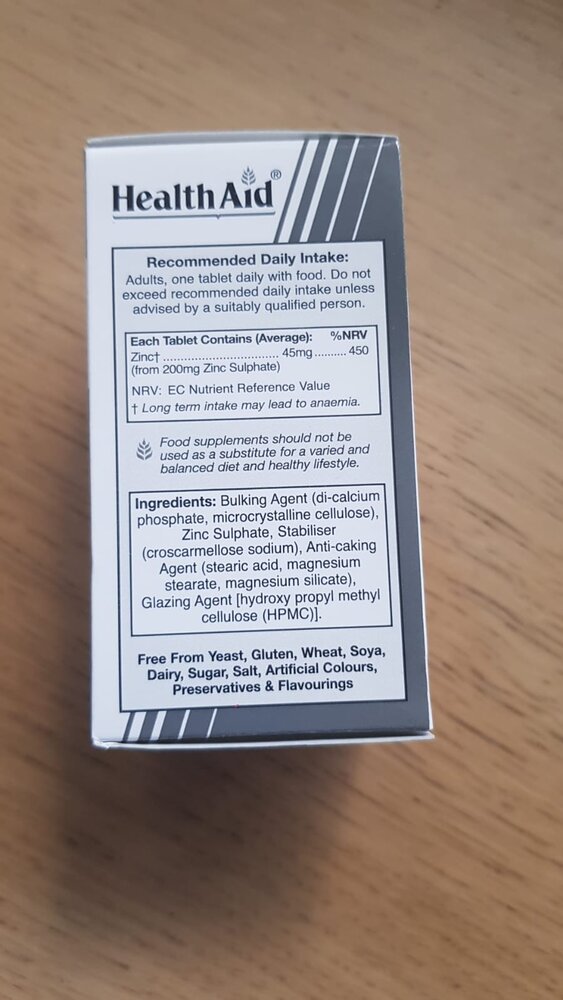 HealthAid®
Recommended Daily Intake:
Adults, one tablet daily with food. Do not
exceed recommended daily intake unless
advised by a suitably qualified person.
Each Tablet Contains (Average): %NRV
Zinc† ................................ 45mg .......... 450
(from 200mg Zinc Sulphate)
NRV: EC Nutrient Reference Value
† Long term intake may lead to anaemia.
Food supplements should not be
used as a substitute for a varied and
balanced diet and healthy lifestyle.
Ingredients: Bulking Agent (di-calcium
phosphate, microcrystalline cellulose),
Zinc Sulphate, Stabiliser
(croscarmellose sodium), Anti-caking
Agent (stearic acid, magnesium
stearate, magnesium silicate),
Glazing Agent [hydroxy propyl methyl
cellulose (HPMC)].
Free From Yeast, Gluten, Wheat, Soya,
Dairy, Sugar, Salt, Artificial Colours,
Preservatives & Flavourings